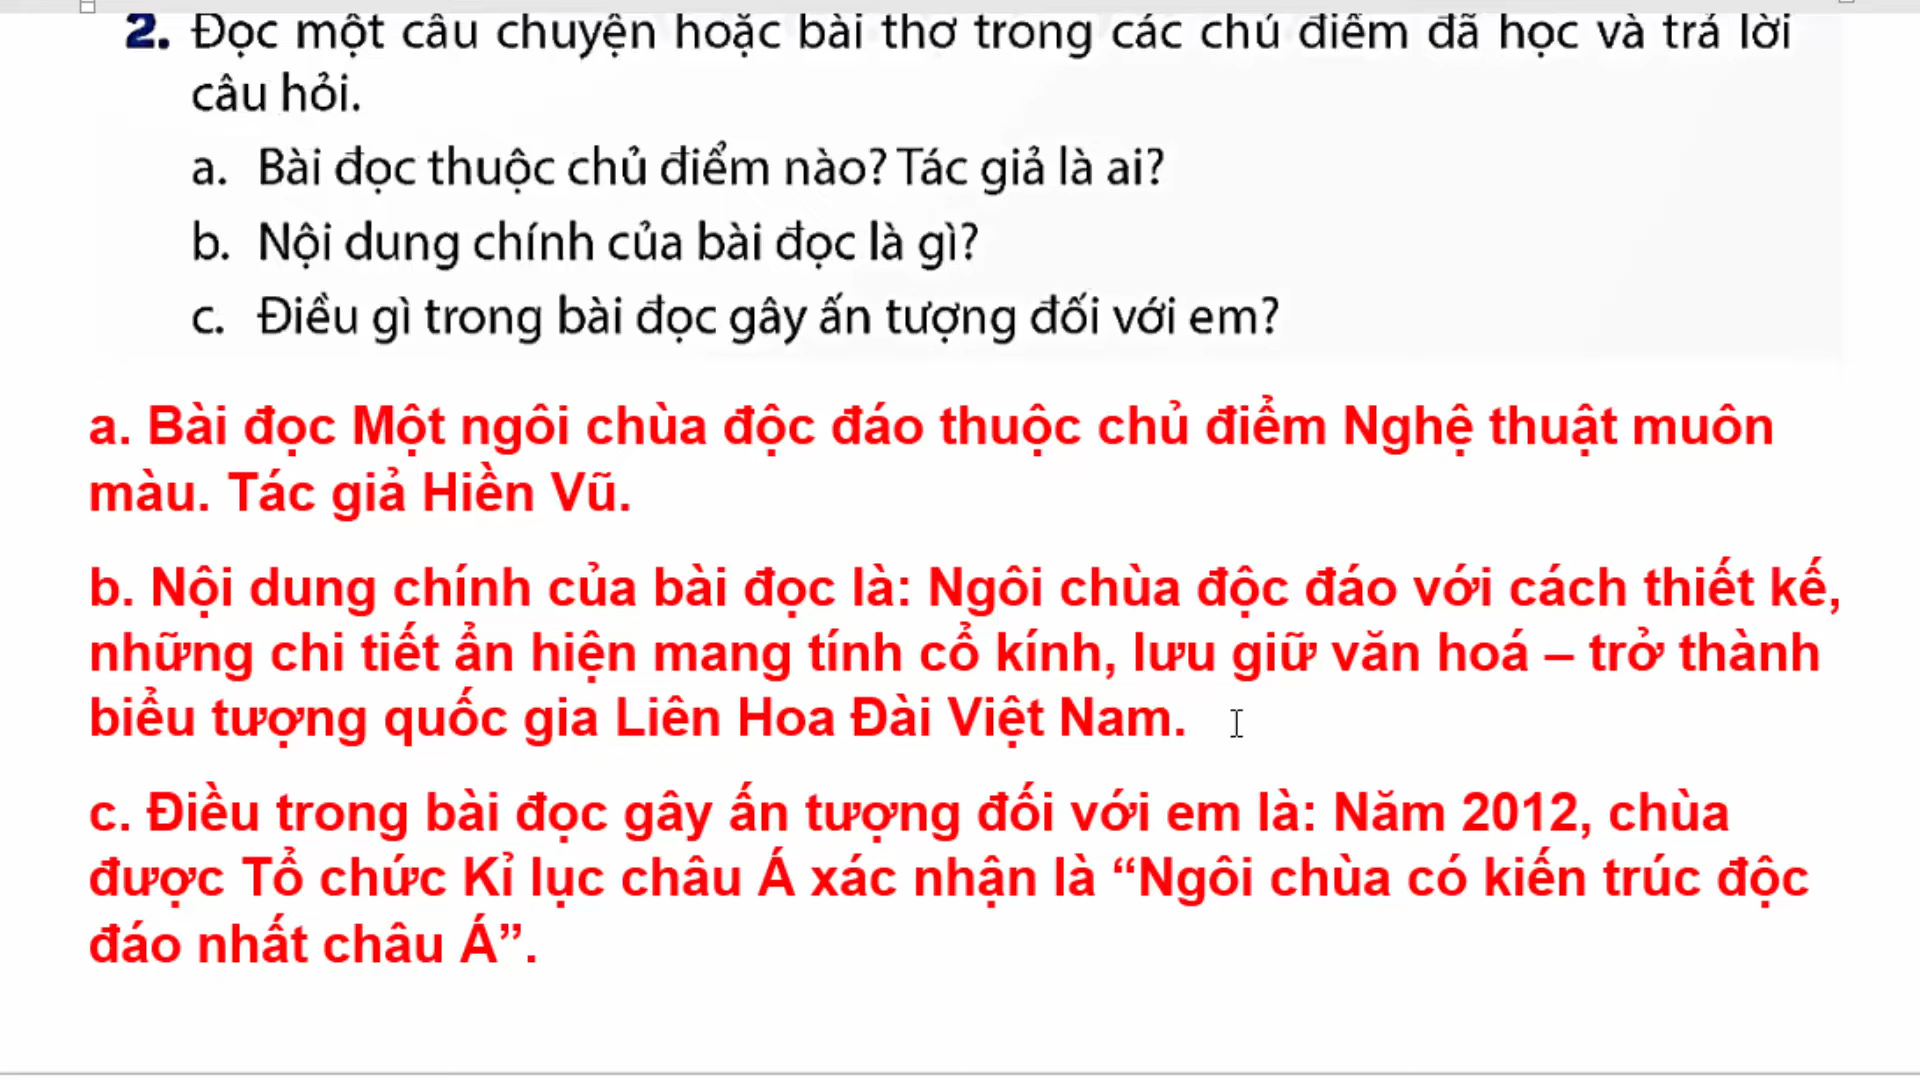 2. Đọc một câu chuyện hoặc bài thơ trong các chủ điểm đã học và trả lời
câu hỏi.
a. Bài đọc thuộc chủ điểm nào? Tác giả là ai?
b. Nội dung chính của bài đọc là gì?
c. Điều gì trong bài đọc gây ấn tượng đối với em?
a. Bài đọc Một ngôi chùa độc đáo thuộc chủ điểm Nghệ thuật muôn
màu. Tác giả Hiền Vũ.
b. Nội dung chính của bài đọc là: Ngôi chùa độc đáo với cách thiết kế,
những chi tiết ẩn hiện mang tính cổ kính, lưu giữ văn hoá – trở thành
biểu tượng quốc gia Liên Hoa Đài Việt Nam.
c. Điều trong bài đọc gây ấn tượng đối với em là: Năm 2012, chùa
được Tổ chức Kỉ lục châu Á xác nhận là “Ngôi chùa có kiến trúc độc
đáo nhất châu Á”.